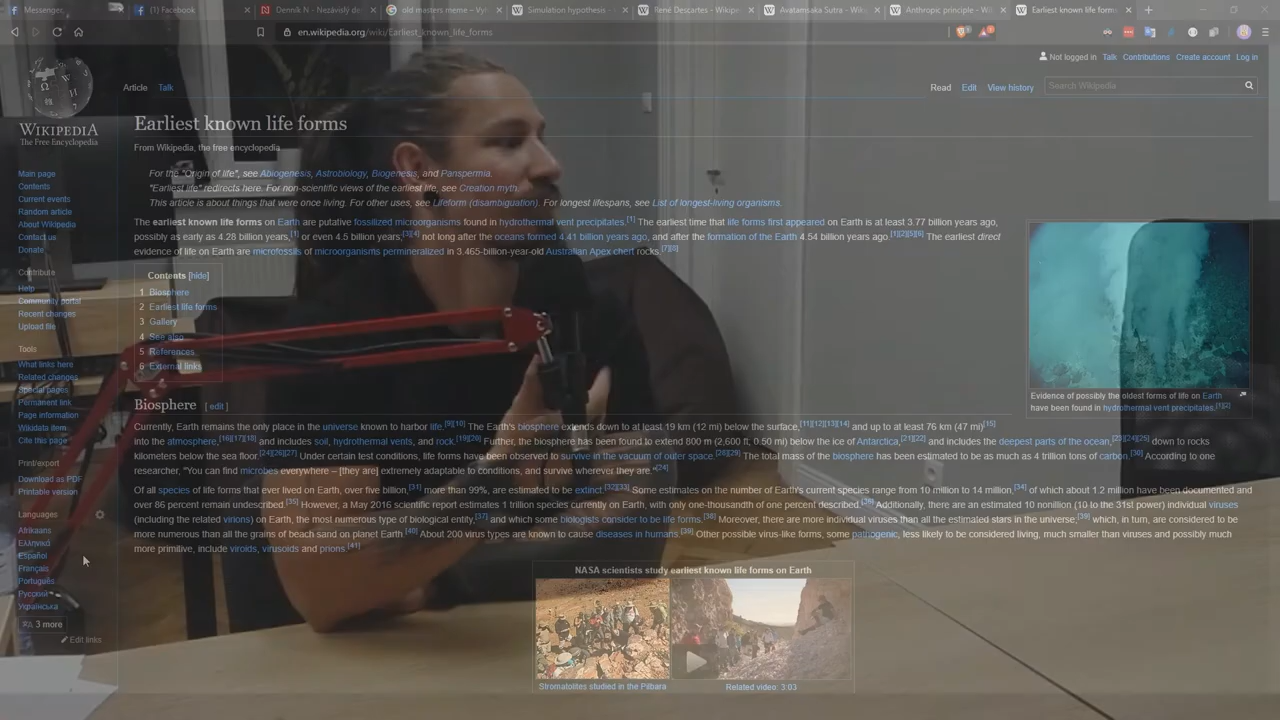 Messenger
(1) Facebook
Denník N - Nezávislý de
old masters meme - Vyh
Simulation hypothesis -
René Descartes - Wikipe
Avatamsaka Sutra - Wiki
Anthropic principle - Wi
Earliest known life forms
en.wikipedia.org/wiki/Earliest_known_life_forms
Not logged in Talk Contributions Create account Log in
Article Talk Read Edit View history Search Wikipedia
WIKIPEDIA
The Free Encyclopedia
Main page
Contents
Current events
Random article
About Wikipedia
Contact us
Donate
Contribute
Help
Community portal
Recent changes
Upload file
Tools
What links here
Related changes
Special pages
Permanent link
Page information
Wikidata item
Cite this page
Print/export
Download as PDF
Printable version
Languages
Afrikaans
Ελληνικά
Español
Français
Português
Русский
Українська
3 more
Edit links
Earliest known life forms
From Wikipedia, the free encyclopedia
For the "Origin of life", see Abiogenesis, Astrobiology, Biogenesis, and Panspermia.
"Earliest life" redirects here. For non-scientific views of the earliest life, see Creation myth.
This article is about things that were once living. For other uses, see Lifeform (disambiguation). For longest lifespans, see List of longest-living organisms.
The earliest known life forms on Earth are putative fossilized microorganisms found in hydrothermal vent precipitates.[1] The earliest time that life forms first appeared on Earth is at least 3.77 billion years ago,
possibly as early as 4.28 billion years,[1] or even 4.5 billion years;[3][4] not long after the oceans formed 4.41 billion years ago, and after the formation of the Earth 4.54 billion years ago.[1][2][5][6] The earliest direct
evidence of life on Earth are microfossils of microorganisms permineralized in 3.465-billion-year-old Australian Apex chert rocks.[7][8]
Contents [hide]
1 Biosphere
2 Earliest life forms
3 Gallery
4 See also
5 References
6 External links
Evidence of possibly the oldest forms of life on Earth
have been found in hydrothermal vent precipitates.[1][2]
Biosphere [ edit ]
Currently, Earth remains the only place in the universe known to harbor life.[9][10] The Earth's biosphere extends down to at least 19 km (12 mi) below the surface,[11][12][13][14] and up to at least 76 km (47 mi)[15]
into the atmosphere,[16][17][18] and includes soil, hydrothermal vents, and rock.[19][20] Further, the biosphere has been found to extend 800 m (2,600 ft; 0.50 mi) below the ice of Antarctica,[21][22] and includes the deepest parts of the ocean,[23][24][25] down to rocks
kilometers below the sea floor.[24][26][27] Under certain test conditions, life forms have been observed to survive in the vacuum of outer space.[28][29] The total mass of the biosphere has been estimated to be as much as 4 trillion tons of carbon.[30] According to one
researcher, "You can find microbes everywhere – [they are] extremely adaptable to conditions, and survive wherever they are."[24]
Of all species of life forms that ever lived on Earth, over five billion,[31] more than 99%, are estimated to be extinct.[32][33] Some estimates on the number of Earth's current species range from 10 million to 14 million,[34] of which about 1.2 million have been documented and
over 86 percent remain undescribed.[35] However, a May 2016 scientific report estimates 1 trillion species currently on Earth, with only one-thousandth of one percent described.[36] Additionally, there are an estimated 10 nonillion (10 to the 31st power) individual viruses
(including the related virions) on Earth, the most numerous type of biological entity,[37] and which some biologists consider to be life forms.[38] Moreover, there are more individual viruses than all the estimated stars in the universe,[39] which, in turn, are considered to be
more numerous than all the grains of beach sand on planet Earth.[40] About 200 virus types are known to cause diseases in humans.[39] Other possible virus-like forms, some pathogenic, less likely to be considered living, much smaller than viruses and possibly much
more primitive, include viroids, virusoids and prions.[41]
NASA scientists study earliest known life forms on Earth
Stromatolites studied in the Pilbara
Related video: 3:03